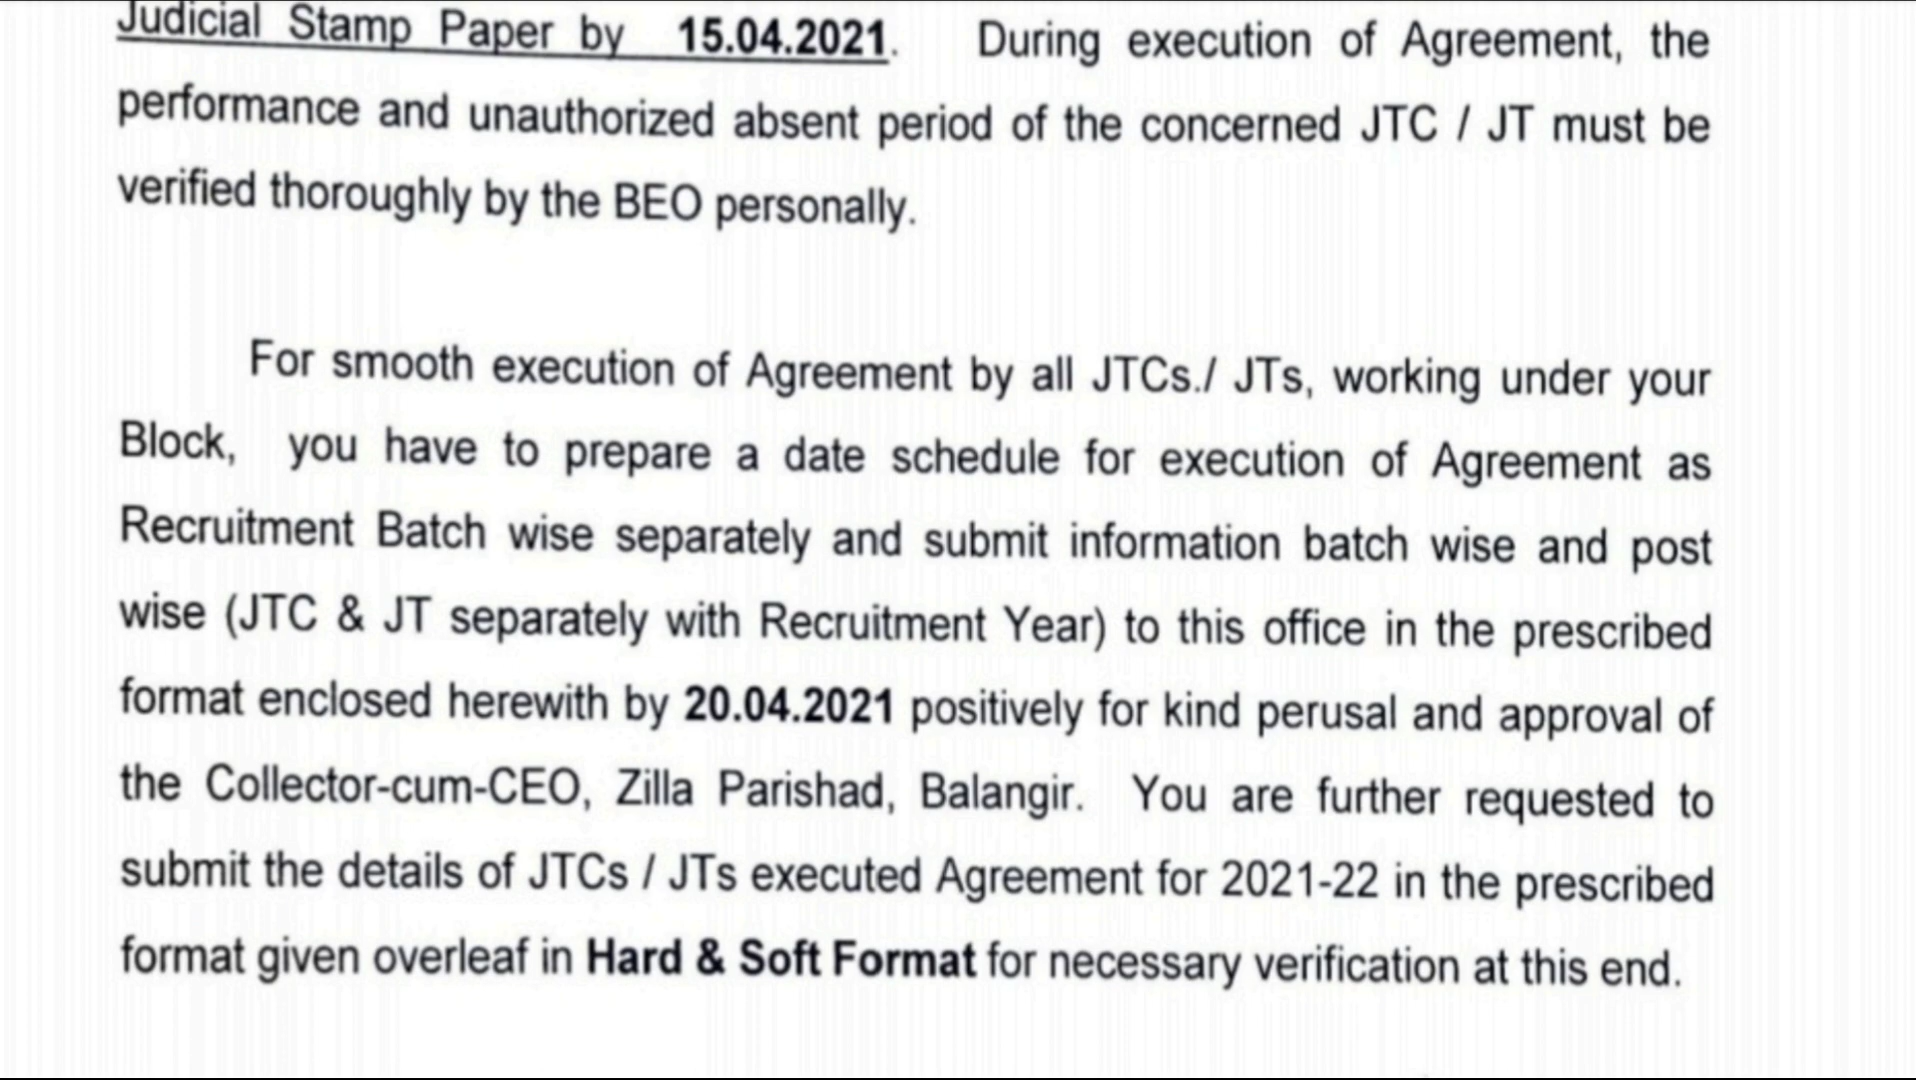 Judicial Stamp Paper by 15.04.2021. During execution of Agreement, the
performance and unauthorized absent period of the concerned JTC / JT must be
verified thoroughly by the BEO personally.
For smooth execution of Agreement by all JTCs./ JTs, working under your
Block, you have to prepare a date schedule for execution of Agreement as
Recruitment Batch wise separately and submit information batch wise and post
wise (JTC & JT separately with Recruitment Year) to this office in the prescribed
format enclosed herewith by 20.04.2021 positively for kind perusal and approval of
the Collector-cum-CEO, Zilla Parishad, Balangir. You are further requested to
submit the details of JTCs / JTs executed Agreement for 2021-22 in the prescribed
format given overleaf in Hard & Soft Format for necessary verification at this end.